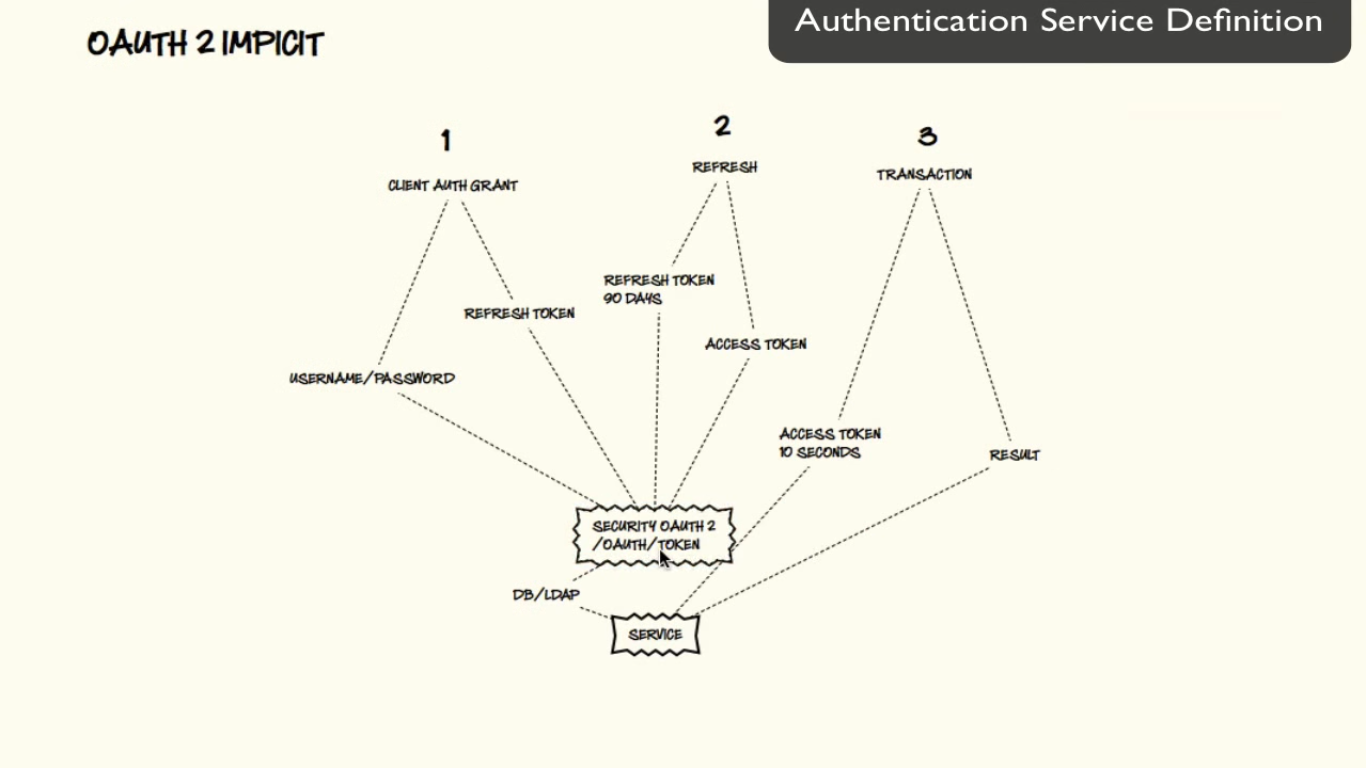 Authentication Service Definition
OAUTH 2 IMPICIT
1
2
3
CLIENT AUTH GRANT
REFRESH
TRANSACTION
REFRESH TOKEN
REFRESH TOKEN
90 DAYS
ACCESS TOKEN
USERNAME/PASSWORD
ACCESS TOKEN
10 SECONDS
RESULT
SECURITY OAUTH 2
/OAUTH/TOKEN
DB/LDAP
SERVICE